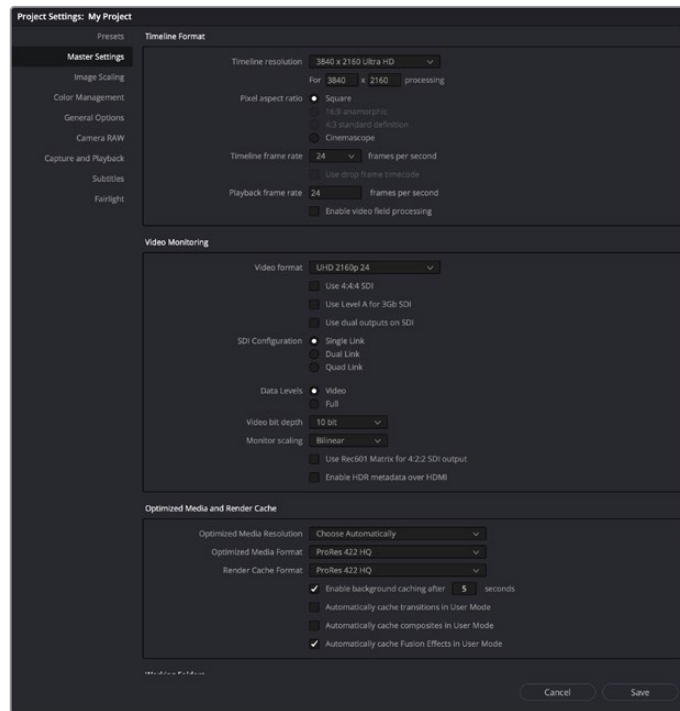 Project Settings: My Project
Presets
Master Settings
Image Scaling
Color Management
General Options
Camera RAW
Capture and Playback
Subtitles
Fairlight
Timeline Format
Timeline resolution 3840 x 2160 Ultra HD
For 3840 x 2160 processing
Pixel aspect ratio Square
16:9 anamorphic
4:3 standard definition
Cinemascope
Timeline frame rate 24 frames per second
Use drop frame timecode
Playback frame rate 24 frames per second
Enable video field processing
Video Monitoring
Video format UHD 2160p 24
Use 4:4:4 SDI
Use Level A for 3Gb SDI
Use dual outputs on SDI
SDI Configuration Single Link
Dual Link
Quad Link
Data Levels Video
Full
Video bit depth 10 bit
Monitor scaling Bilinear
Use Rec601 Matrix for 4:2:2 SDI output
Enable HDR metadata over HDMI
Optimized Media and Render Cache
Optimized Media Resolution Choose Automatically
Optimized Media Format ProRes 422 HQ
Render Cache Format ProRes 422 HQ
Enable background caching after 5 seconds
Automatically cache transitions in User Mode
Automatically cache composites in User Mode
Automatically cache Fusion Effects in User Mode
Working Folders
Cancel Save